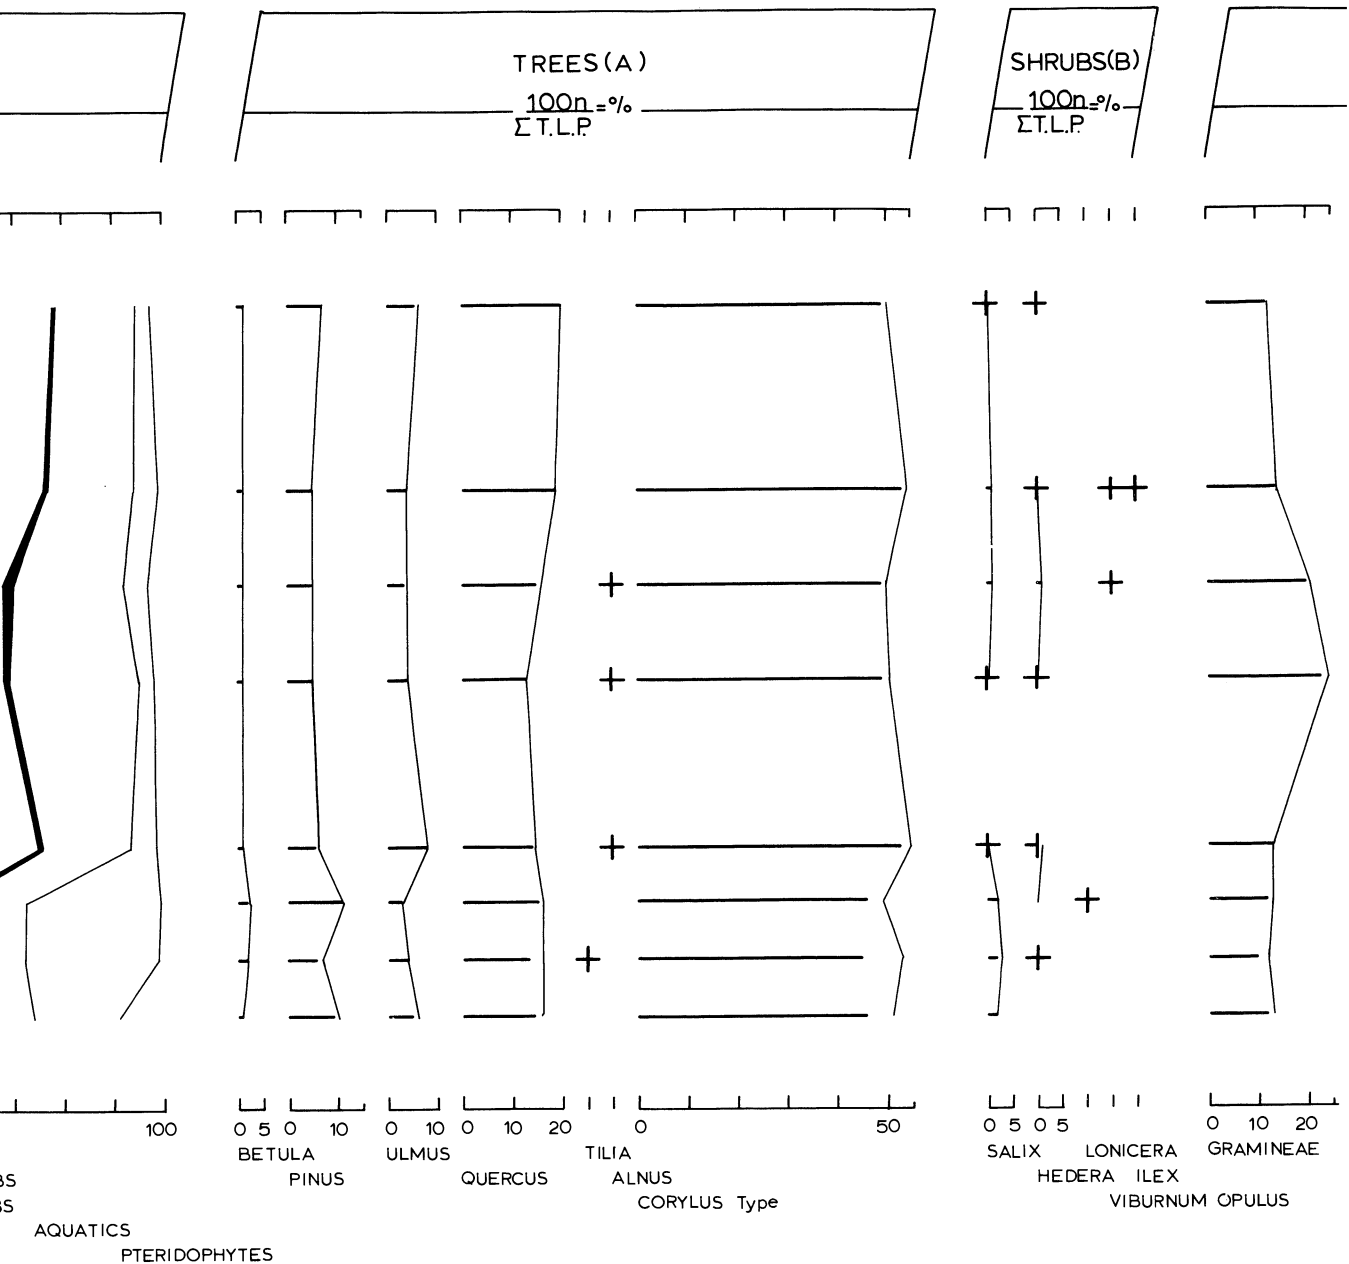 TREES(A)
100n=%
ΣT.L.P.
SHRUBS(B)
100n=%
ΣT.L.P.
100
0 5 0 10 0 10 0 10 20 0 50
0 5 0 5
0 10 20
BETULA
PINUS
ULMUS
QUERCUS
TILIA
ALNUS
CORYLUS Type
SALIX
HEDERA
LONICERA
ILEX
VIBURNUM OPULUS
GRAMINEAE
BS
BS
AQUATICS
PTERIDOPHYTES